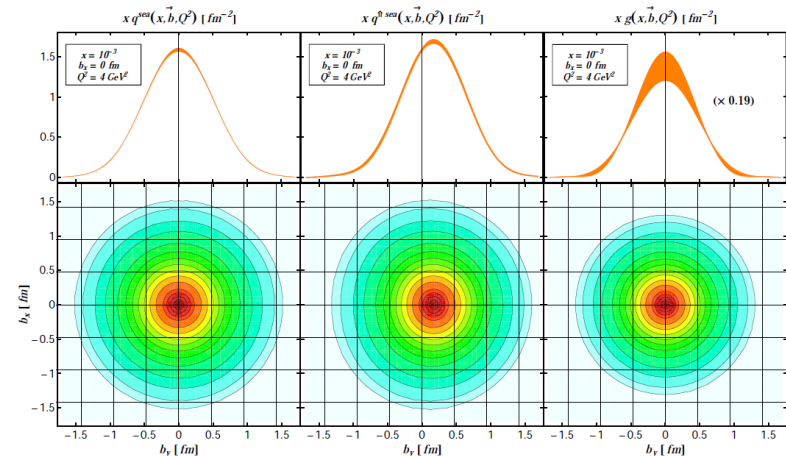 x q^sea(x, b⃗, Q²) [ fm⁻²]
x q^⇑ sea(x, b⃗, Q²) [ fm⁻²]
x g(x, b⃗, Q²) [ fm⁻²]
x = 10⁻³
b_x = 0 fm
Q² = 4 GeV²
x = 10⁻³
b_x = 0 fm
Q² = 4 GeV²
x = 10⁻³
b_x = 0 fm
Q² = 4 GeV²
(× 0.19)
1.5
1
0.5
0
1.5
1
0.5
0
−0.5
−1
−1.5
b_x [ fm]
−1.5 −1 −0.5 0 0.5 1 1.5
−1.5 −1 −0.5 0 0.5 1 1.5
−1.5 −1 −0.5 0 0.5 1 1.5
b_y [ fm]
b_y [ fm]
b_y [ fm]